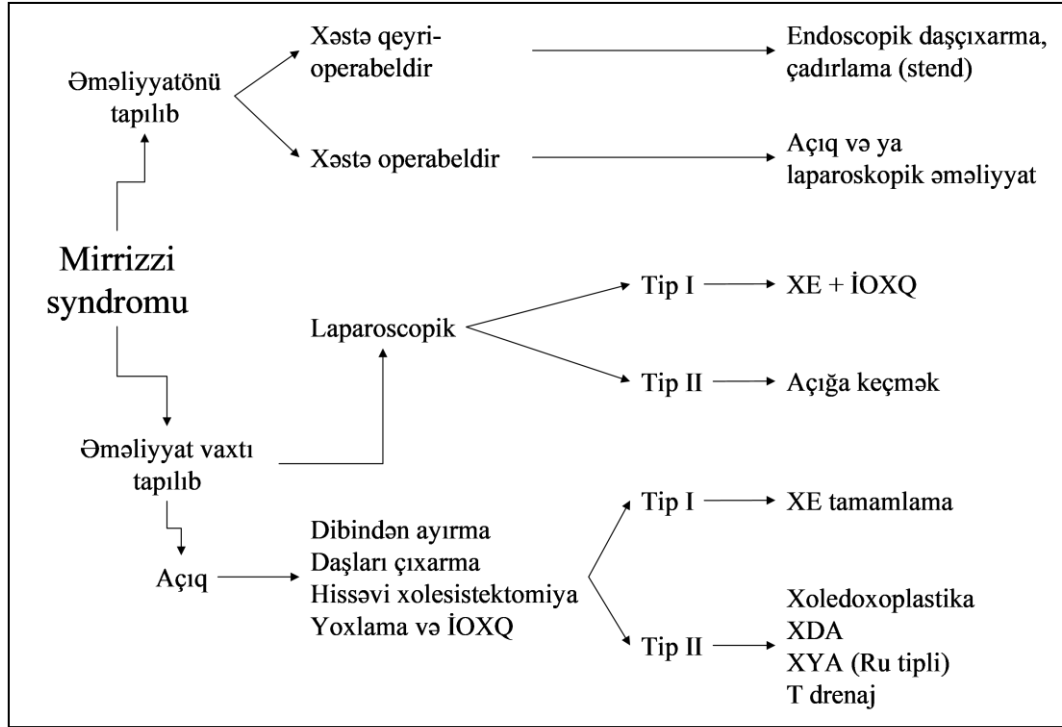 Xəstə qeyri-
operabeldir
Endoscopik daşçıxarma,
çadırlama (stend)
Əməliyyatönü
tapılıb
Xəstə operabeldir
Açıq və ya
laparoskopik əməliyyat
Mirrizzi
syndromu
Laparoscopik
Tip I
XE + İOXQ
Tip II
Açığa keçmək
Əməliyyat vaxtı
tapılıb
Açıq
Dibindən ayırma
Daşları çıxarma
Hissəvi xolesistektomiya
Yoxlama və İOXQ
Tip I
XE tamamlama
Tip II
Xoledoxoplastika
XDA
XYA (Ru tipli)
T drenaj